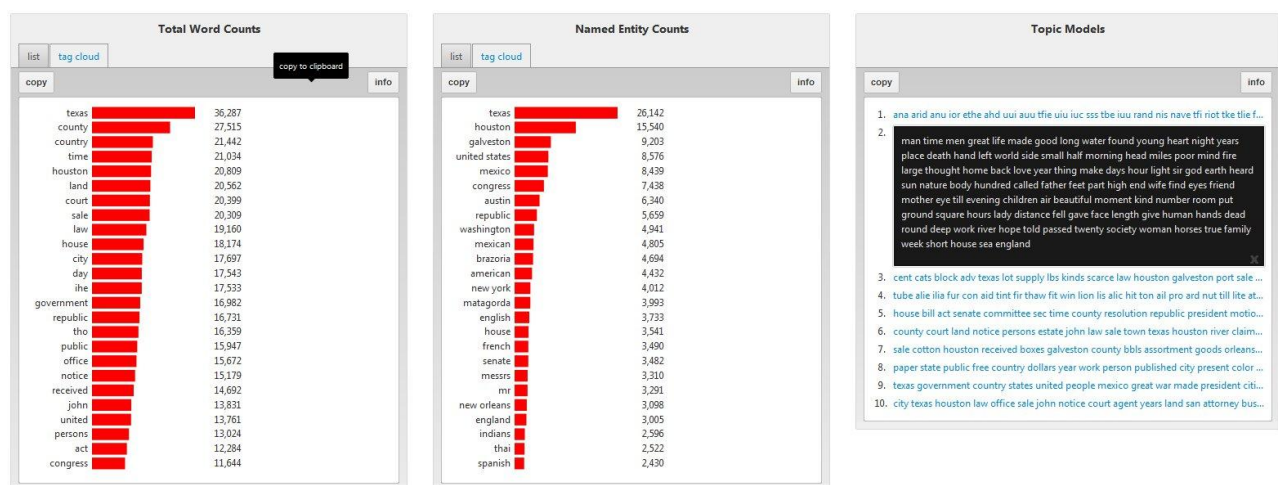 Total Word Counts
list
tag cloud
copy to clipboard
copy
info
texas 36,287
county 27,515
country 21,442
time 21,034
houston 20,809
land 20,562
court 20,399
sale 20,309
law 19,160
house 18,174
city 17,697
day 17,543
ihe 17,533
government 16,982
republic 16,731
tho 16,359
public 15,947
office 15,672
notice 15,179
received 14,692
john 13,831
united 13,761
persons 13,024
act 12,284
congress 11,644
Named Entity Counts
list
tag cloud
copy
info
texas 26,142
houston 15,540
galveston 9,203
united states 8,576
mexico 8,439
congress 7,438
austin 6,340
republic 5,659
washington 4,941
mexican 4,805
brazoria 4,694
american 4,432
new york 4,012
matagorda 3,993
english 3,733
house 3,541
french 3,490
senate 3,482
messrs 3,310
mr 3,291
new orleans 3,098
england 3,005
indians 2,596
thai 2,522
spanish 2,430
Topic Models
copy
info
1. ana arid anu ior ethe ahd uui auu tfie uiu iuc sss tbe iuu rand nis nave tfi riot tke tlie f...
2.
man time men great life made good long water found young heart night years
place death hand left world side small half morning head miles poor mind fire
large thought home back love year thing make days hour light sir god earth heard
sun nature body hundred called father feet part high end wife find eyes friend
mother eye till evening children air beautiful moment kind number room put
ground square hours lady distance fell gave face length give human hands dead
round deep work river hope told passed twenty society woman horses true family
week short house sea england
x
3. cent cats block adv texas lot supply lbs kinds scarce law houston galveston port sale ...
4. tube alie ilia fur con aid tint fir thaw fit win lion lis alic hit ton ail pro ard nut till lite at...
5. house bill act senate committee sec time county resolution republic president motio...
6. county court land notice persons estate john law sale town texas houston river claim...
7. sale cotton houston received boxes galveston county bbls assortment goods orleans...
8. paper state public free country dollars year work person published city present color ...
9. texas government country states united people mexico great war made president citi...
10. city texas houston law office sale john notice court agent years land san attorney bus...